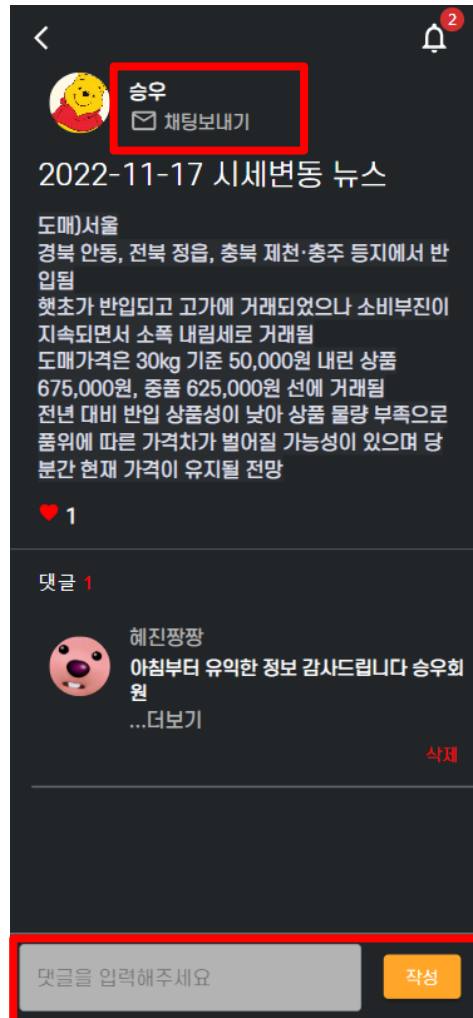 2
승우
채팅보내기
2022-11-17 시세변동 뉴스
도매)서울
경북 안동, 전북 정읍, 충북 제천·충주 등지에서 반
입됨
햇초가 반입되고 고가에 거래되었으나 소비부진이
지속되면서 소폭 내림세로 거래됨
도매가격은 30kg 기준 50,000원 내린 상품
675,000원, 중품 625,000원 선에 거래됨
전년 대비 반입 상품성이 낮아 상품 물량 부족으로
품위에 따른 가격차가 벌어질 가능성이 있으며 당
분간 현재 가격이 유지될 전망
1
댓글 1
혜진짱짱
아침부터 유익한 정보 감사드립니다 승우회
원
...더보기
삭제
댓글을 입력해주세요
작성